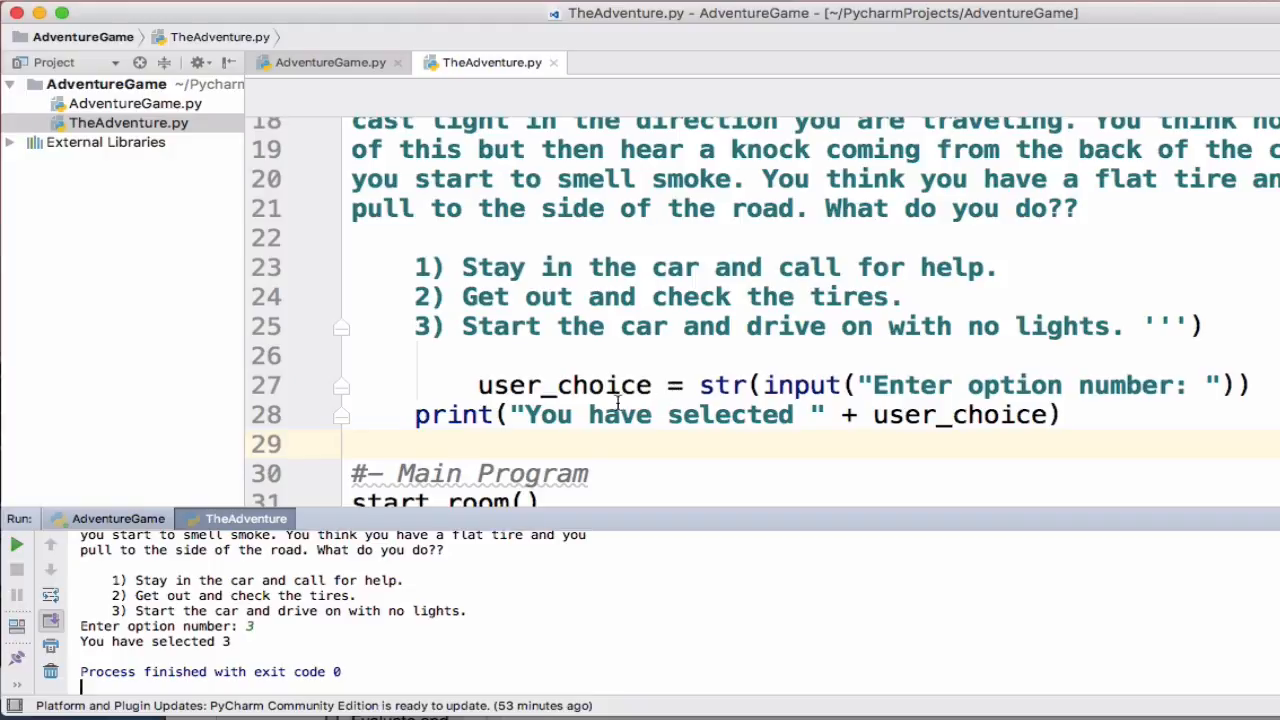 TheAdventure.py - AdventureGame - [~/PycharmProjects/AdventureGame]
AdventureGame TheAdventure.py
Project AdventureGame.py TheAdventure.py
AdventureGame ~/Pycharm
AdventureGame.py
TheAdventure.py
External Libraries
18 cast light in the direction you are traveling. You think no
19 of this but then hear a knock coming from the back of the c
20 you start to smell smoke. You think you have a flat tire an
21 pull to the side of the road. What do you do??
22
23 1) Stay in the car and call for help.
24 2) Get out and check the tires.
25 3) Start the car and drive on with no lights. ''')
26
27 user_choice = str(input("Enter option number: "))
28 print("You have selected " + user_choice)
29
30 #— Main Program
31 start_room()
Run: AdventureGame TheAdventure
you start to smell smoke. You think you have a flat tire and you
pull to the side of the road. What do you do??
1) Stay in the car and call for help.
2) Get out and check the tires.
3) Start the car and drive on with no lights.
Enter option number: 3
You have selected 3
Process finished with exit code 0
Platform and Plugin Updates: PyCharm Community Edition is ready to update. (53 minutes ago)